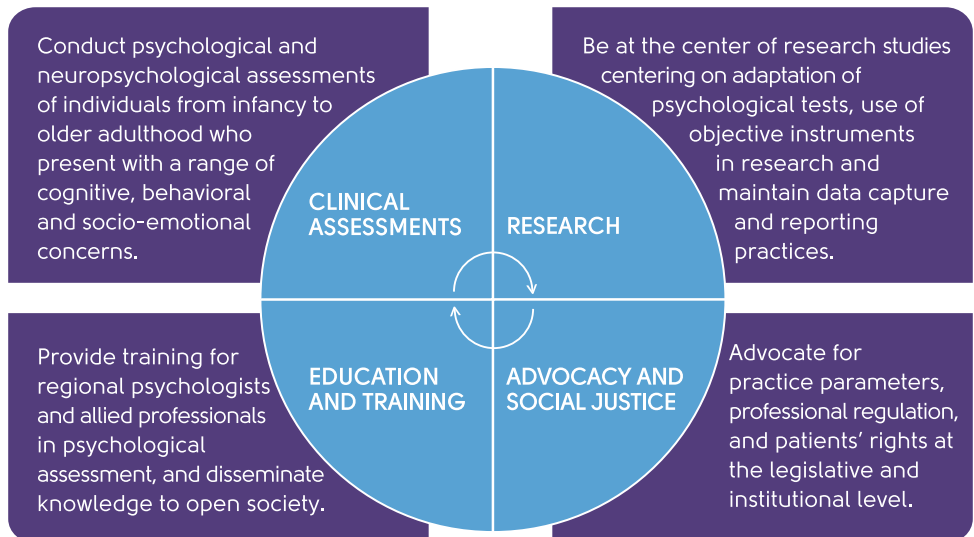 Conduct psychological and
neuropsychological assessments
of individuals from infancy to
older adulthood who
present with a range of
cognitive, behavioral
and socio-emotional
concerns.
Be at the center of research studies
centering on adaptation of
psychological tests, use of
objective instruments
in research and
maintain data capture
and reporting
practices.
CLINICAL
ASSESSMENTS
RESEARCH
EDUCATION
AND TRAINING
ADVOCACY AND
SOCIAL JUSTICE
Provide training for
regional psychologists
and allied professionals
in psychological
assessment, and disseminate
knowledge to open society.
Advocate for
practice parameters,
professional regulation,
and patients’ rights at
the legislative and
institutional level.